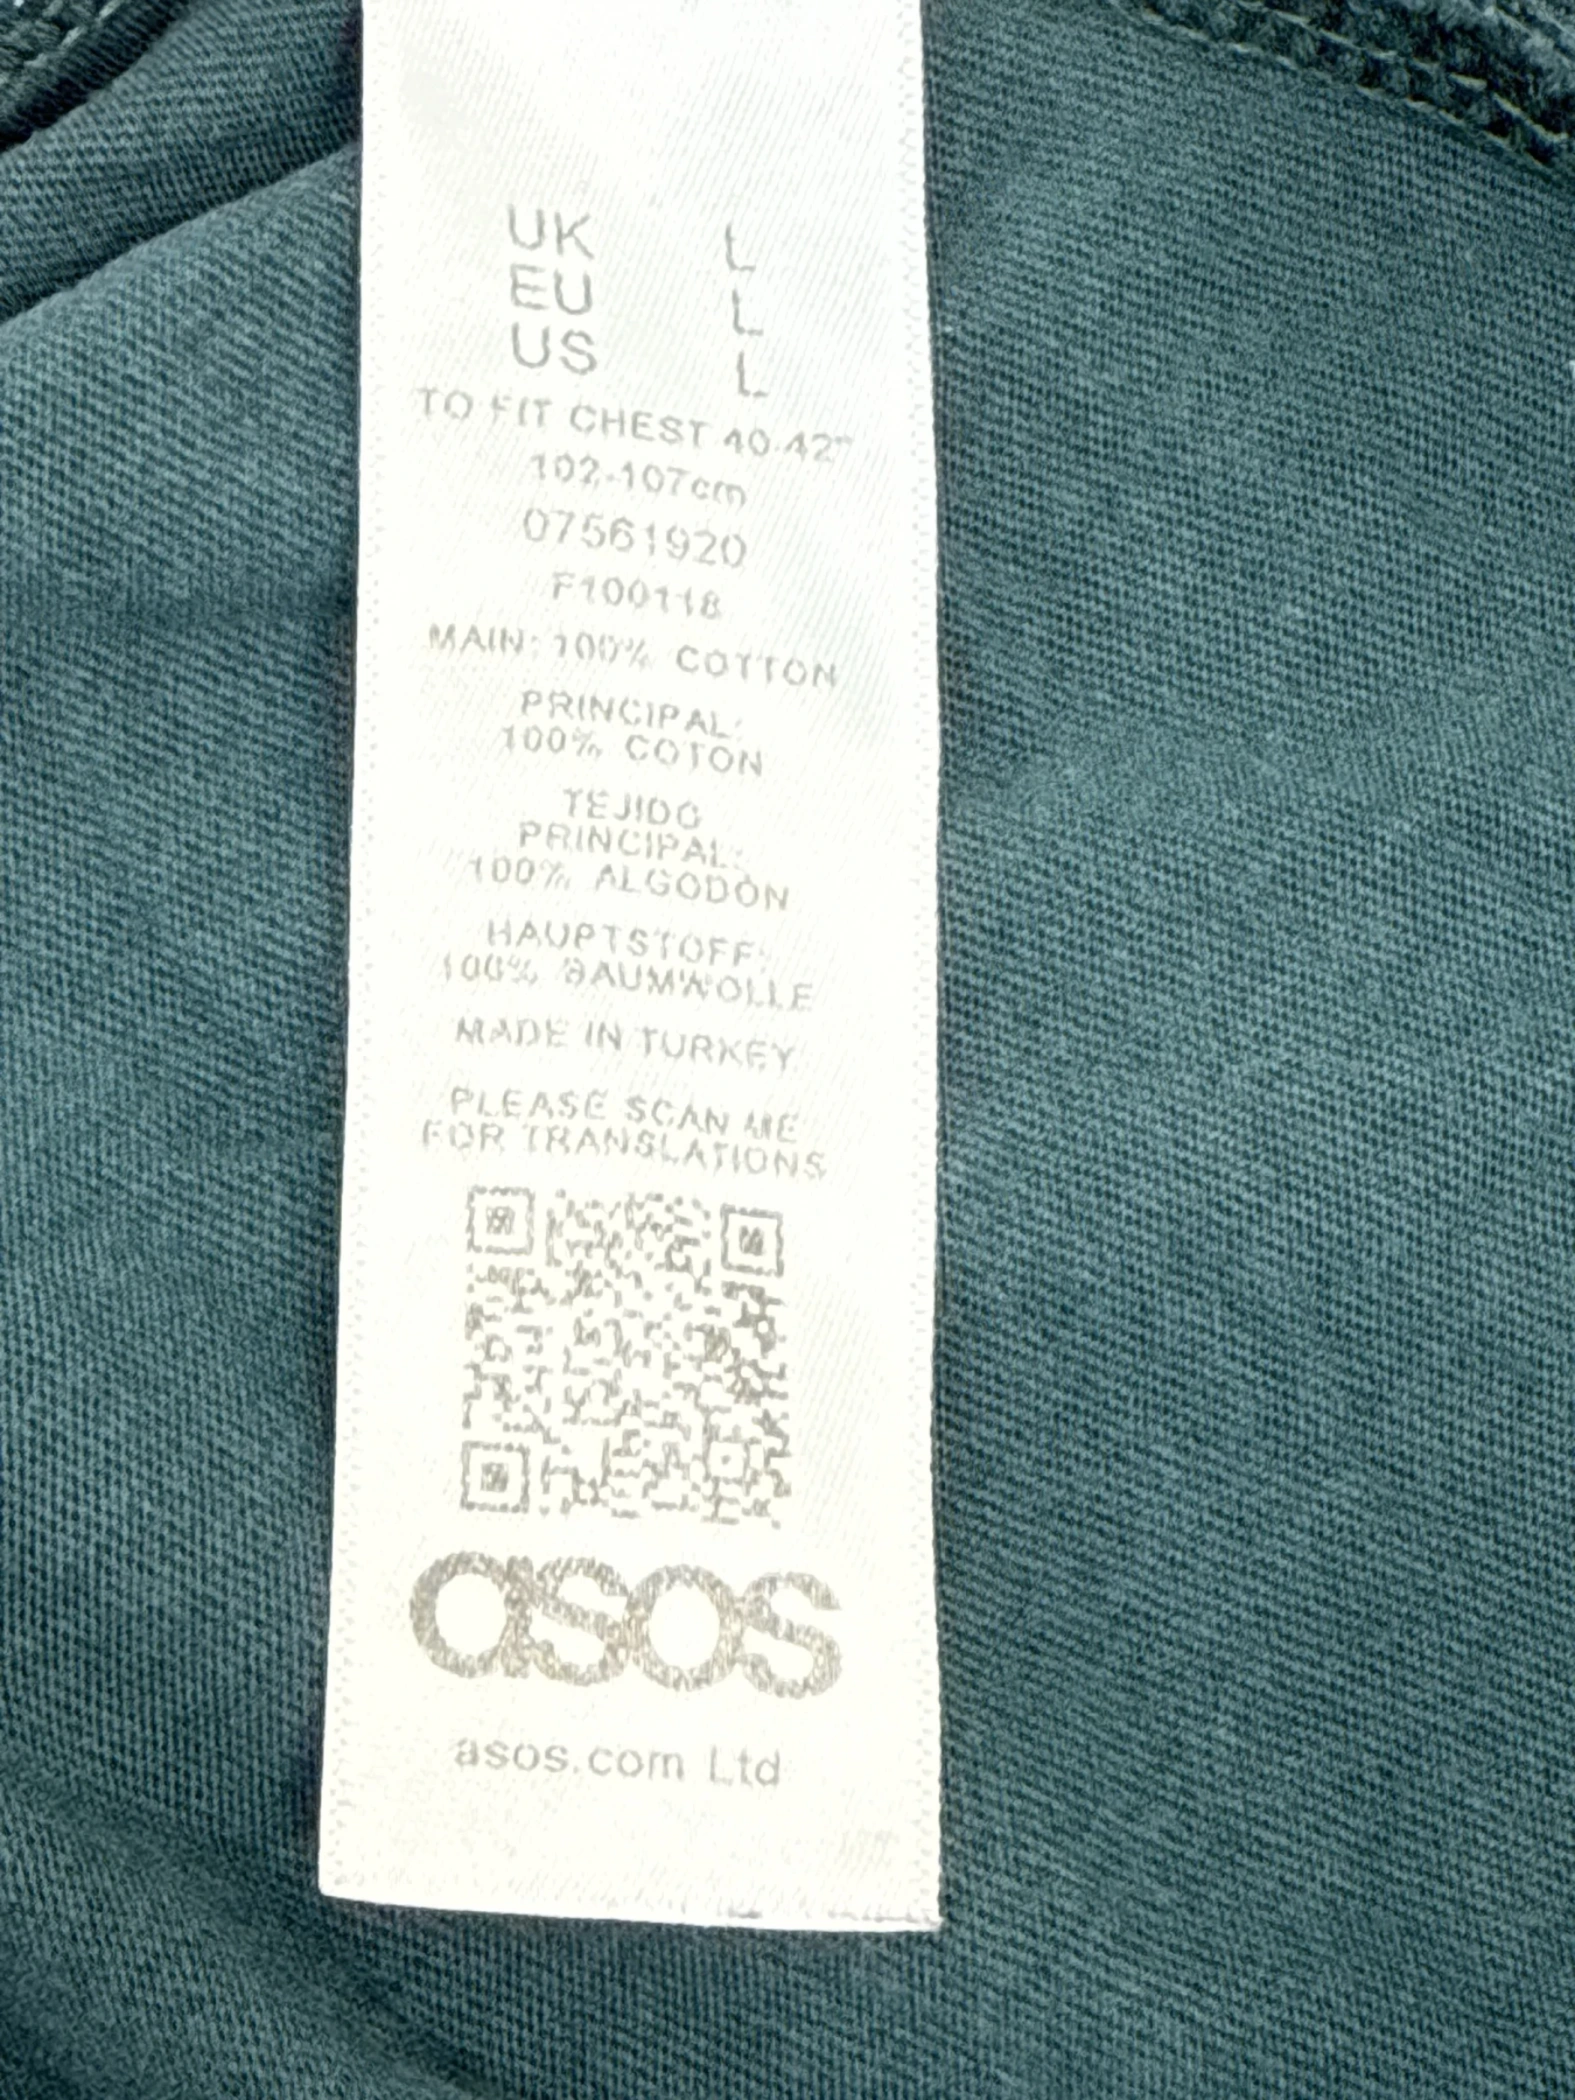 UK L
EU L
US L
TO FIT CHEST 40-42"
102-107cm
07561920
F100118
MAIN: 100% COTTON
PRINCIPAL:
100% COTON
TEJIDO
PRINCIPAL:
100% ALGODÓN
HAUPTSTOFF:
100% BAUMWOLLE
MADE IN TURKEY
PLEASE SCAN ME
FOR TRANSLATIONS
asos
asos.com Ltd